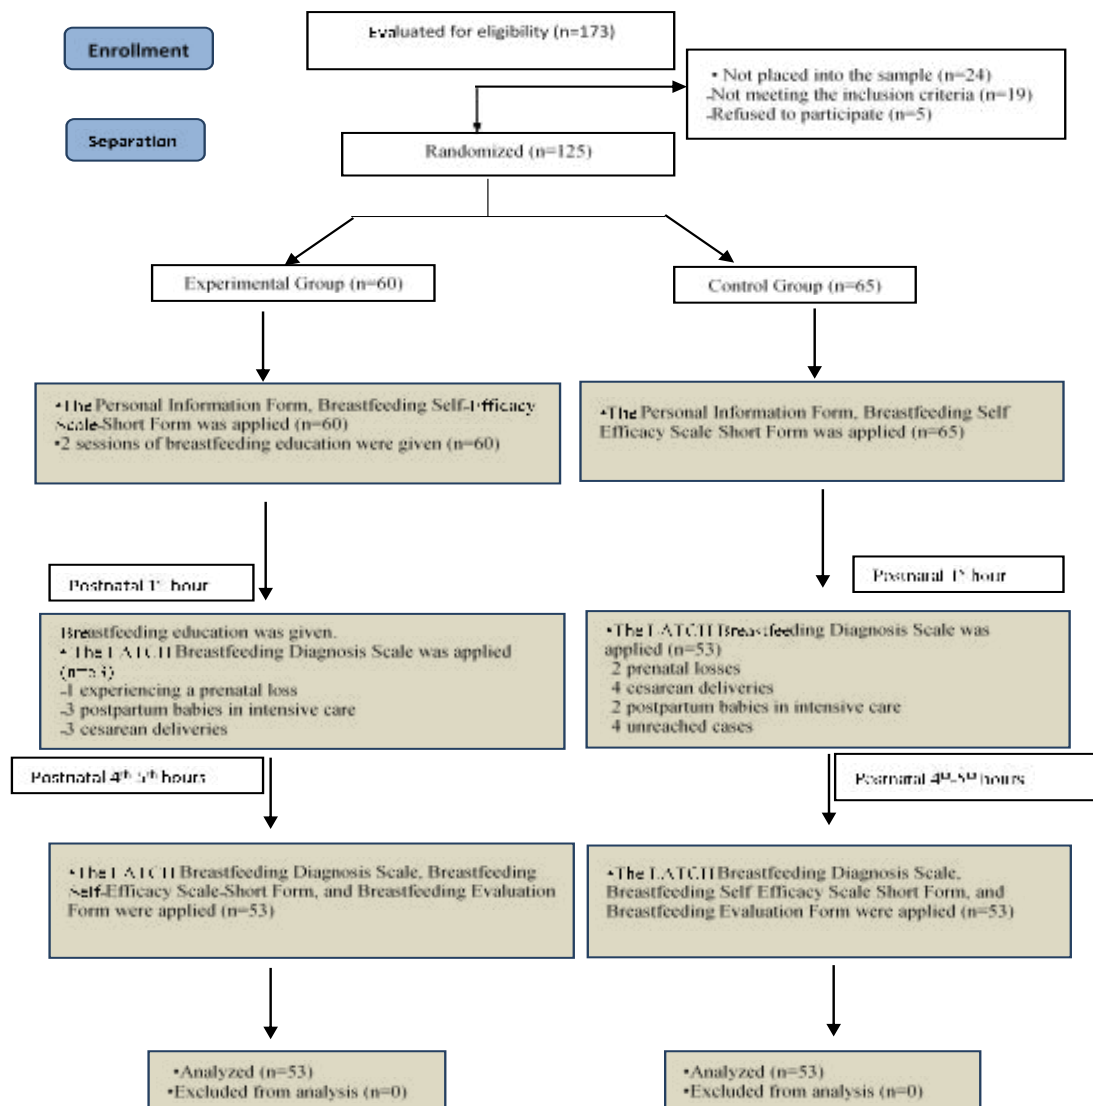 Enrollment
Evaluated for eligibility (n=173)
• Not placed into the sample (n=24)
-Not meeting the inclusion criteria (n=19)
-Refused to participate (n=5)
Separation
Randomized (n=125)
Experimental Group (n=60)
Control Group (n=65)
•The Personal Information Form, Breastfeeding Self-Efficacy
Scale-Short Form was applied (n=60)
•2 sessions of breastfeeding education were given (n=60)
•The Personal Information Form, Breastfeeding Self
Efficacy Scale Short Form was applied (n=65)
Postnatal 1st hour
Postnatal 1st hour
Breastfeeding education was given.
• The LATCH Breastfeeding Diagnosis Scale was applied
(n=53)
-1 experiencing a prenatal loss
-3 postpartum babies in intensive care
-3 cesarean deliveries
•The LATCH Breastfeeding Diagnosis Scale was
applied (n=53)
2 prenatal losses
4 cesarean deliveries
2 postpartum babies in intensive care
4 unreached cases
Postnatal 4th-5th hours
Postnatal 4th-5th hours
•The LATCH Breastfeeding Diagnosis Scale, Breastfeeding
Self-Efficacy Scale-Short Form, and Breastfeeding Evaluation
Form were applied (n=53)
•The LATCH Breastfeeding Diagnosis Scale,
Breastfeeding Self Efficacy Scale Short Form, and
Breastfeeding Evaluation Form were applied (n=53)
•Analyzed (n=53)
•Excluded from analysis (n=0)
•Analyzed (n=53)
•Excluded from analysis (n=0)